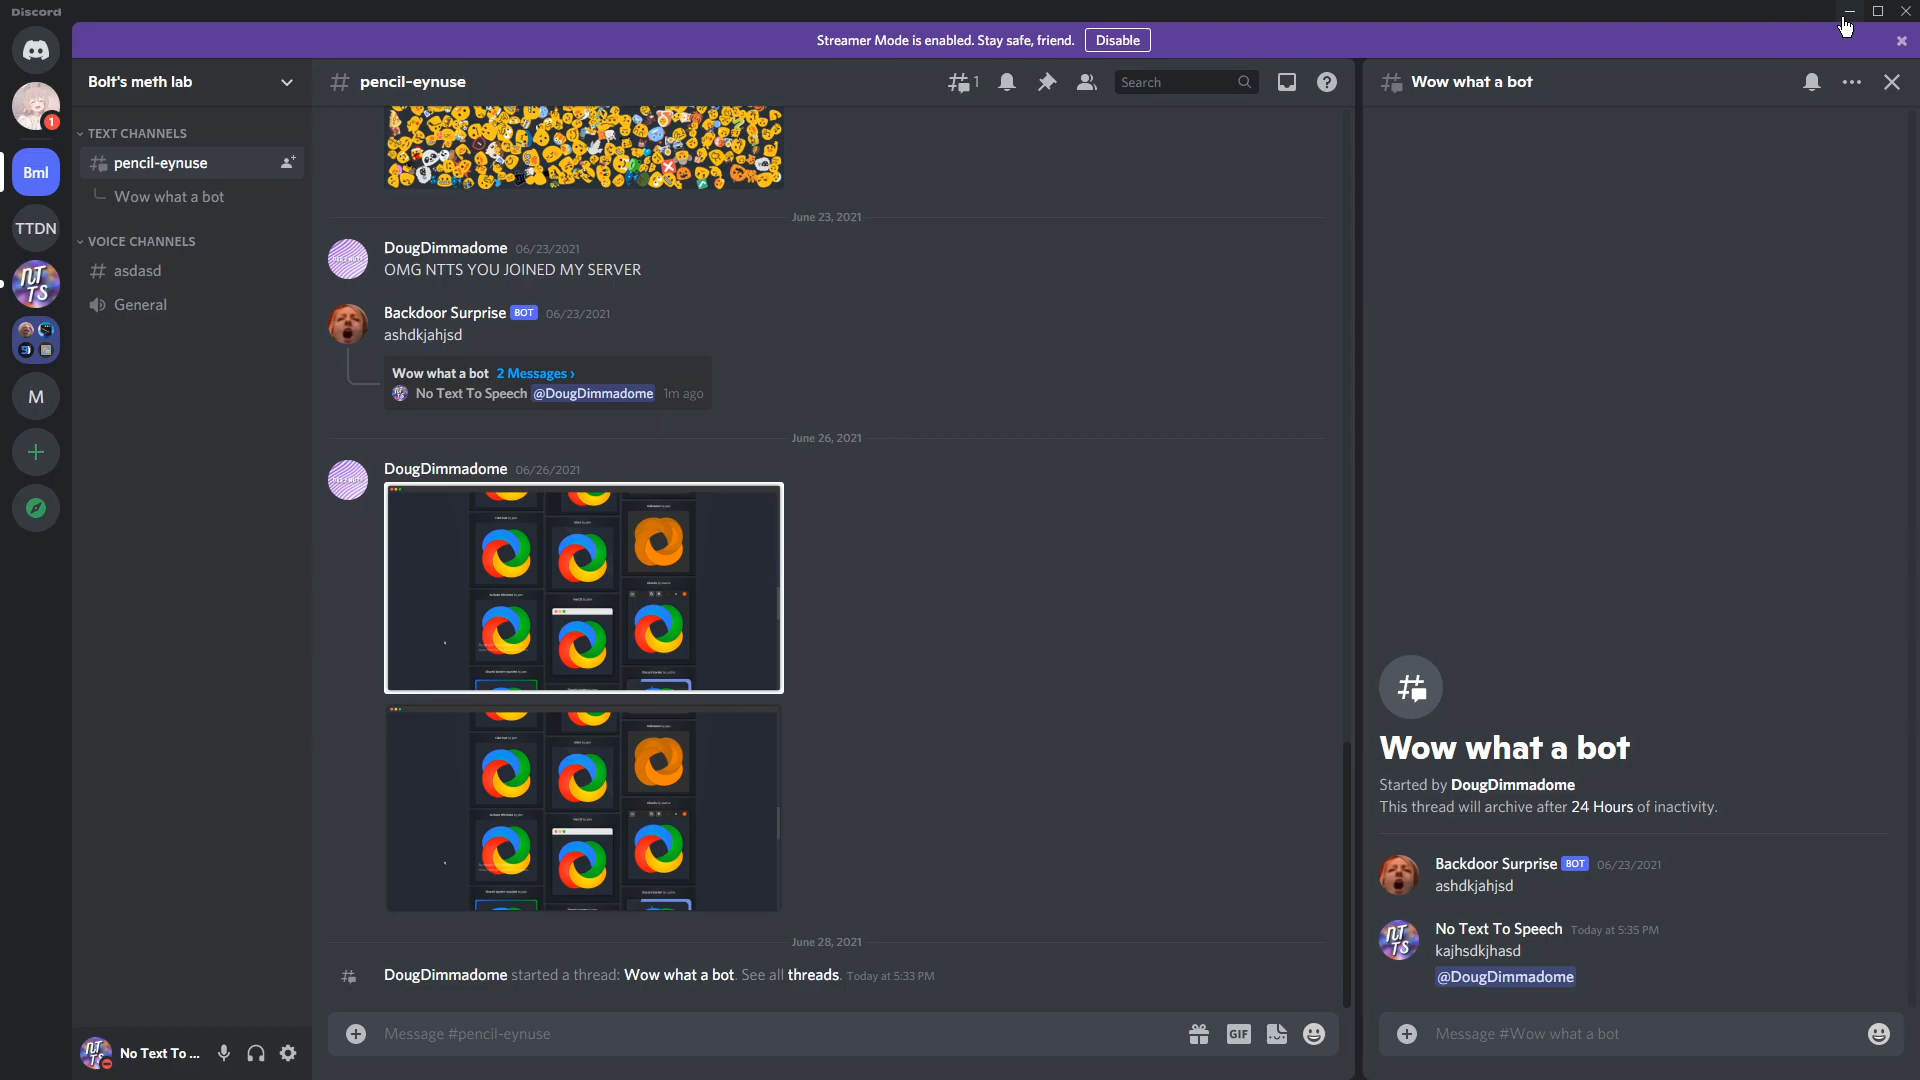 Discord
Streamer Mode is enabled. Stay safe, friend. Disable
Bolt's meth lab
pencil-eynuse
1
Search
Wow what a bot
1
TEXT CHANNELS
pencil-eynuse
Wow what a bot
Bml
TTDN
NTTS
M
VOICE CHANNELS
asdasd
General
June 23, 2021
DougDimmadome 06/23/2021
OMG NTTS YOU JOINED MY SERVER
Backdoor Surprise BOT 06/23/2021
ashdkjahjsd
Wow what a bot 2 Messages ›
No Text To Speech @DougDimmadome 1m ago
June 26, 2021
DougDimmadome 06/26/2021
June 28, 2021
DougDimmadome started a thread: Wow what a bot. See all threads. Today at 5:33 PM
Message #pencil-eynuse
GIF
No Text To ...
Wow what a bot
Started by DougDimmadome
This thread will archive after 24 Hours of inactivity.
Backdoor Surprise BOT 06/23/2021
ashdkjahjsd
No Text To Speech Today at 5:35 PM
kajhsdkjhasd
@DougDimmadome
Message #Wow what a bot